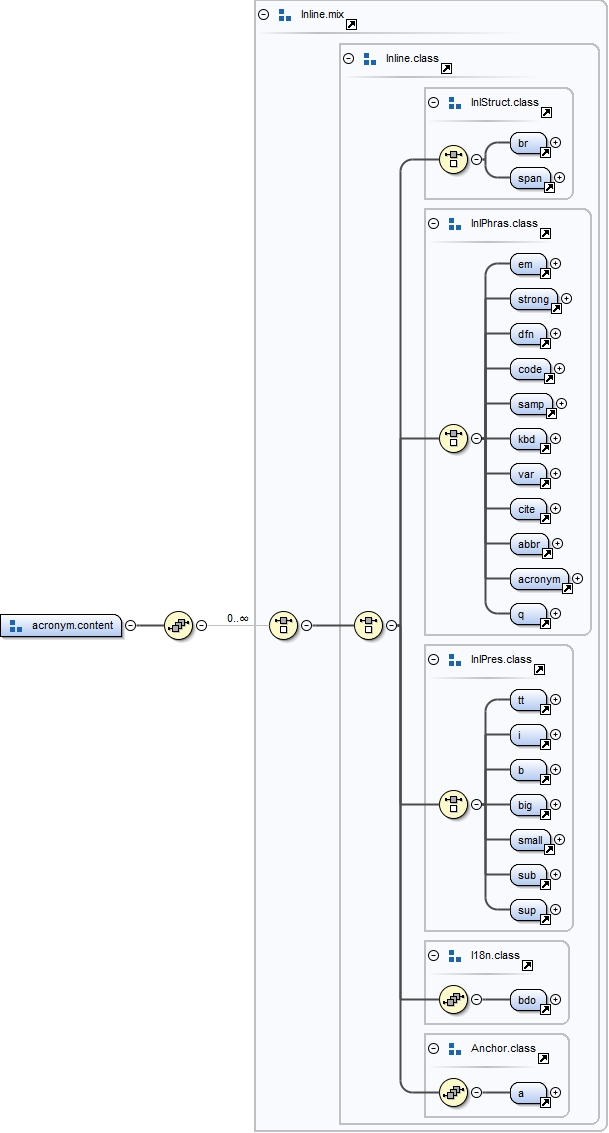 Inline.mix
Inline.class
InlStruct.class
br
span
InlPhras.class
em
strong
dfn
code
samp
kbd
var
cite
abbr
acronym
q
acronym.content
0..∞
InlPres.class
tt
i
b
big
small
sub
sup
I18n.class
bdo
Anchor.class
a